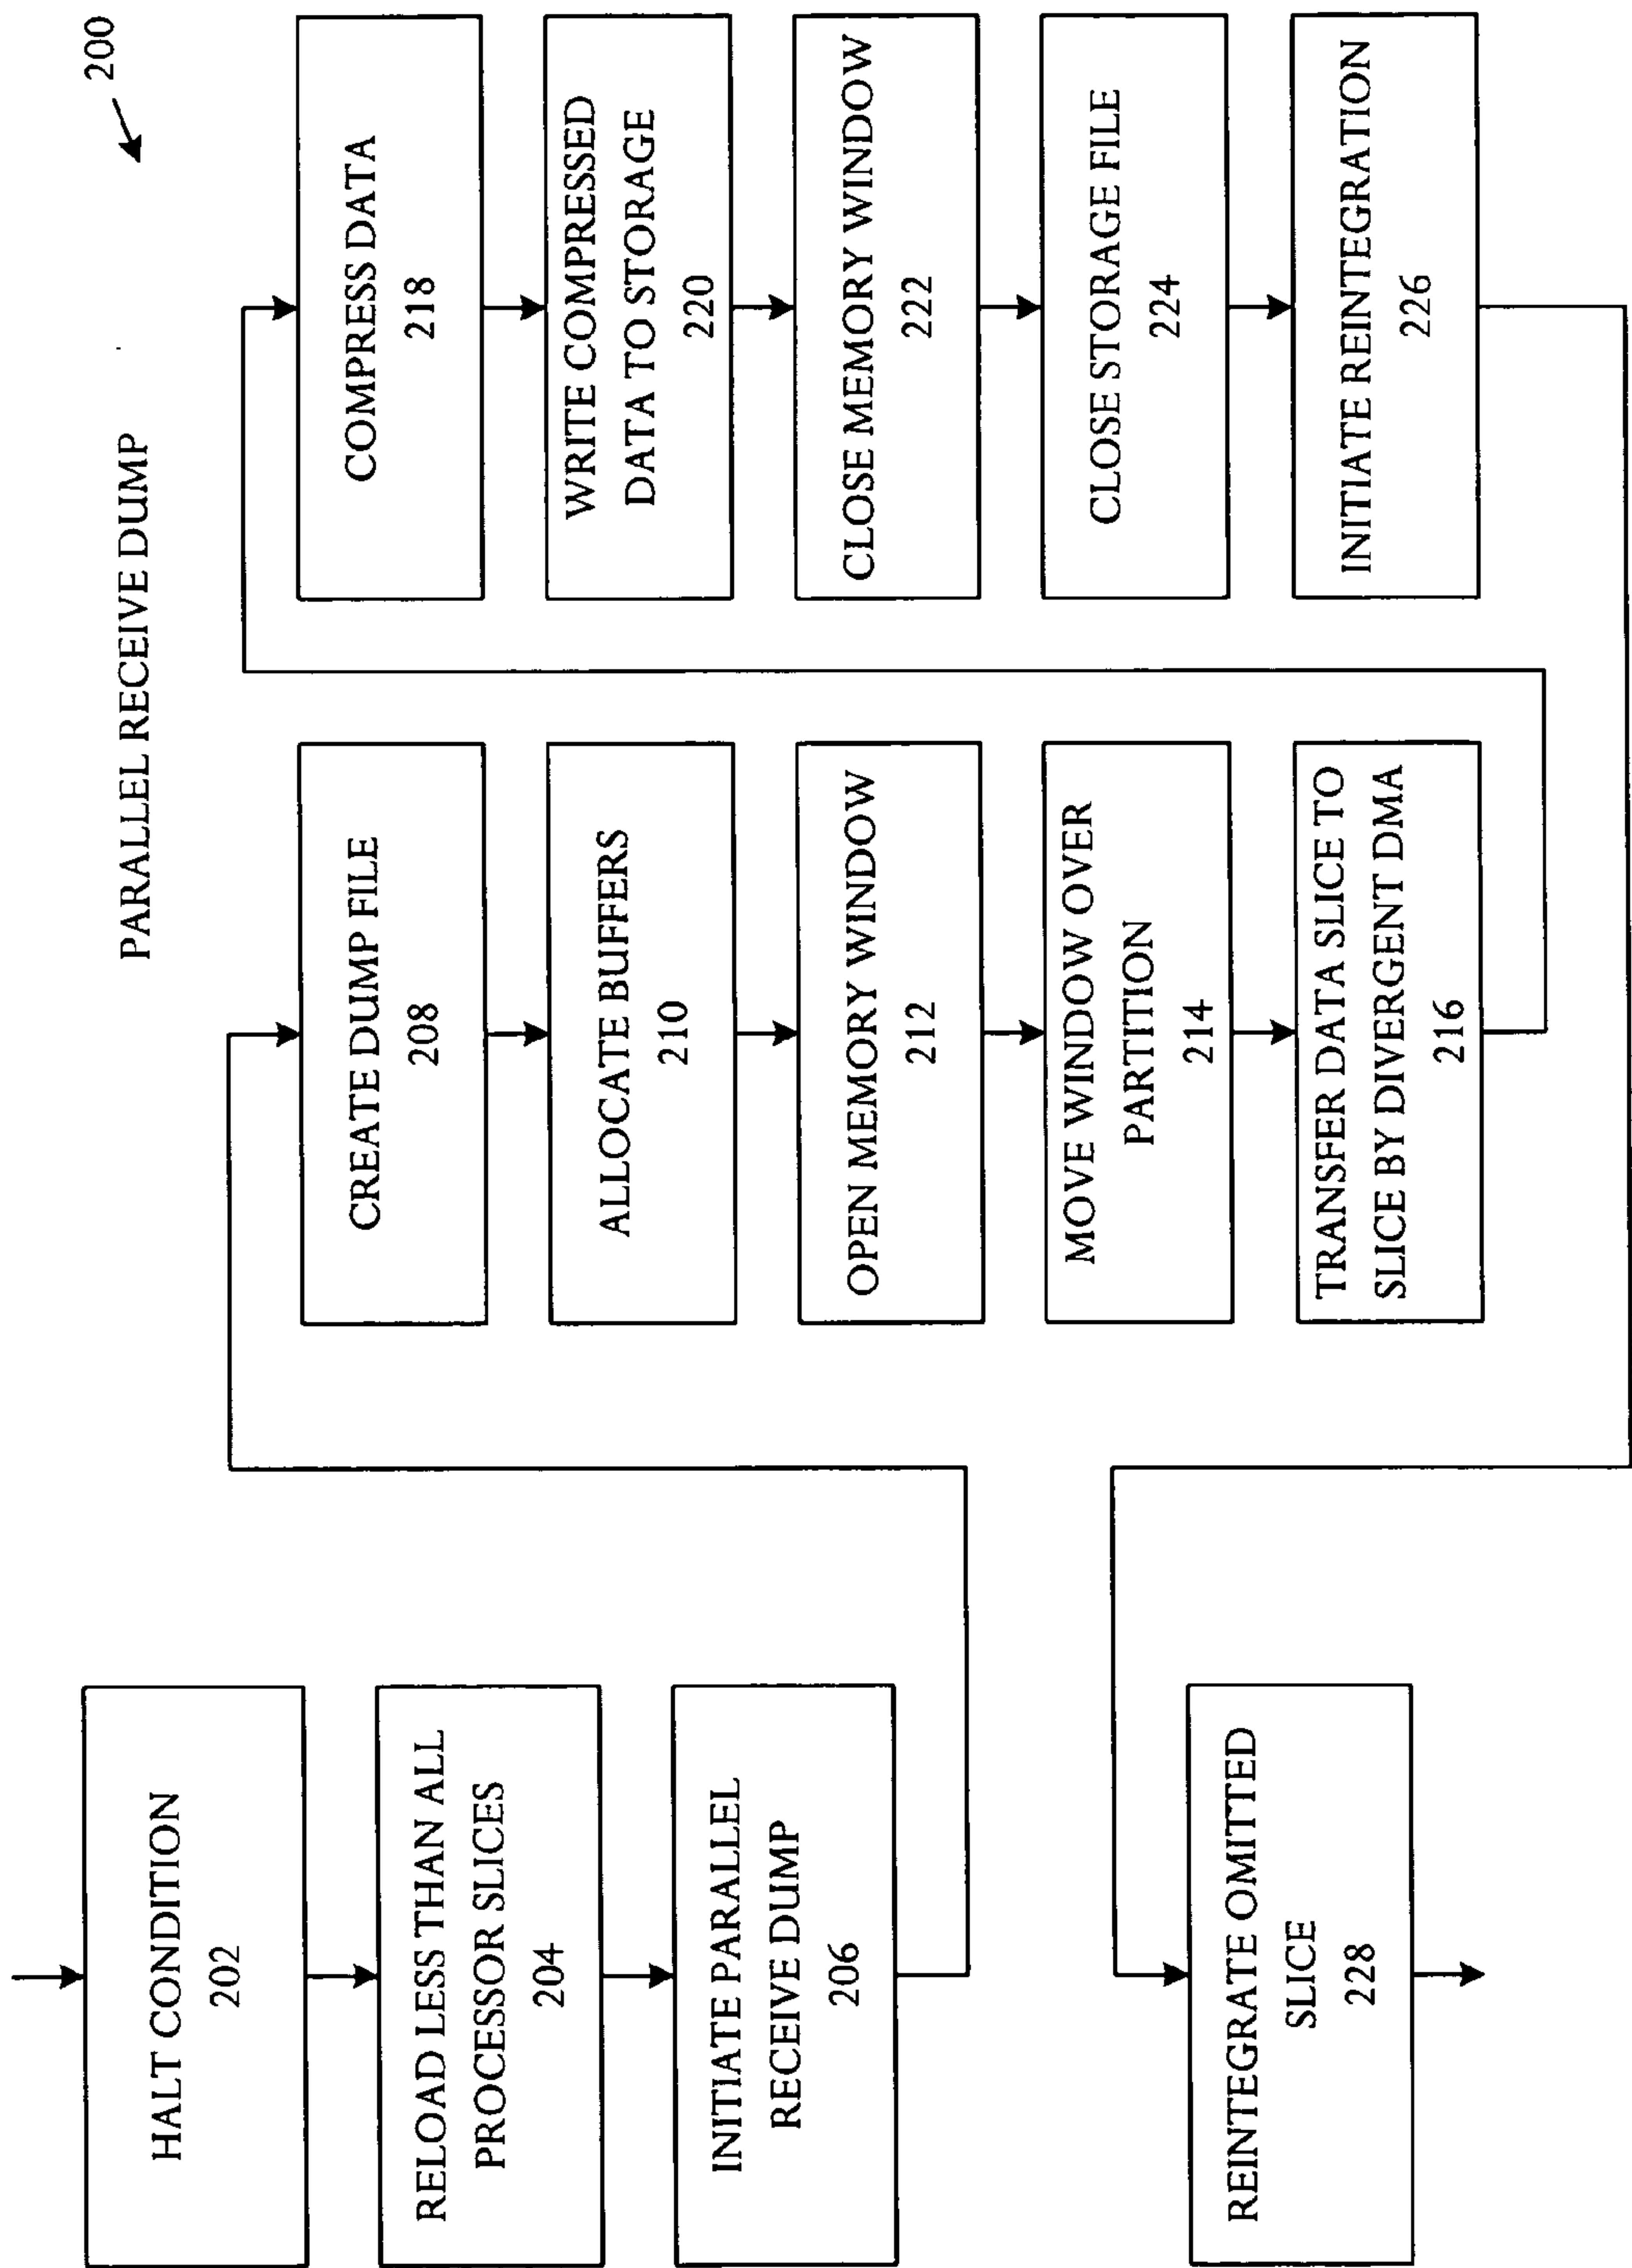 200
PARALLEL RECEIVE DUMP
HALT CONDITION
202
RELOAD LESS THAN ALL
PROCESSOR SLICES
204
INITIATE PARALLEL
RECEIVE DUMP
206
CREATE DUMP FILE
208
ALLOCATE BUFFERS
210
OPEN MEMORY WINDOW
212
MOVE WINDOW OVER
PARTITION
214
TRANSFER DATA SLICE TO
SLICE BY DIVERGENT DMA
216
COMPRESS DATA
218
WRITE COMPRESSED
DATA TO STORAGE
220
CLOSE MEMORY WINDOW
222
CLOSE STORAGE FILE
224
INITIATE REINTEGRATION
226
REINTEGRATE OMITTED
SLICE
228